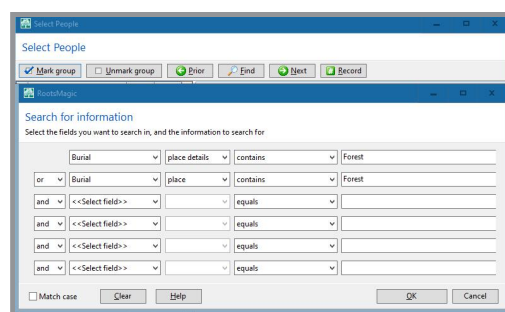 Select People
Select People
Mark group Unmark group Prior Find Next Record
RootsMagic
Search for information
Select the fields you want to search in, and the information to search for
Burial place details contains Forest
or Burial place contains Forest
and <<Select field>> equals
and <<Select field>> equals
and <<Select field>> equals
and <<Select field>> equals
Match case Clear Help OK Cancel